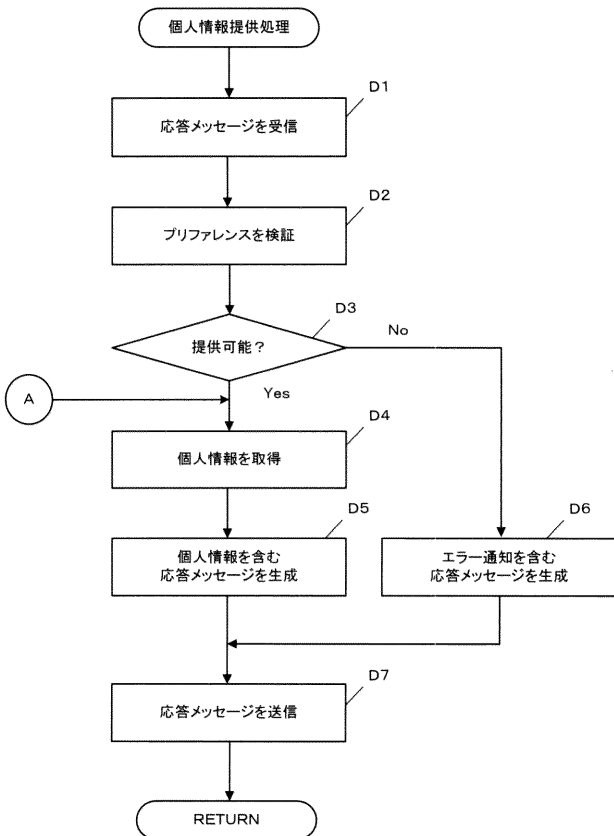 個人情報提供処理
D1
応答メッセージを受信
D2
プリファレンスを検証
D3
提供可能?
No
Yes
A
D4
個人情報を取得
D5
個人情報を含む
応答メッセージを生成
D6
エラー通知を含む
応答メッセージを生成
D7
応答メッセージを送信
RETURN